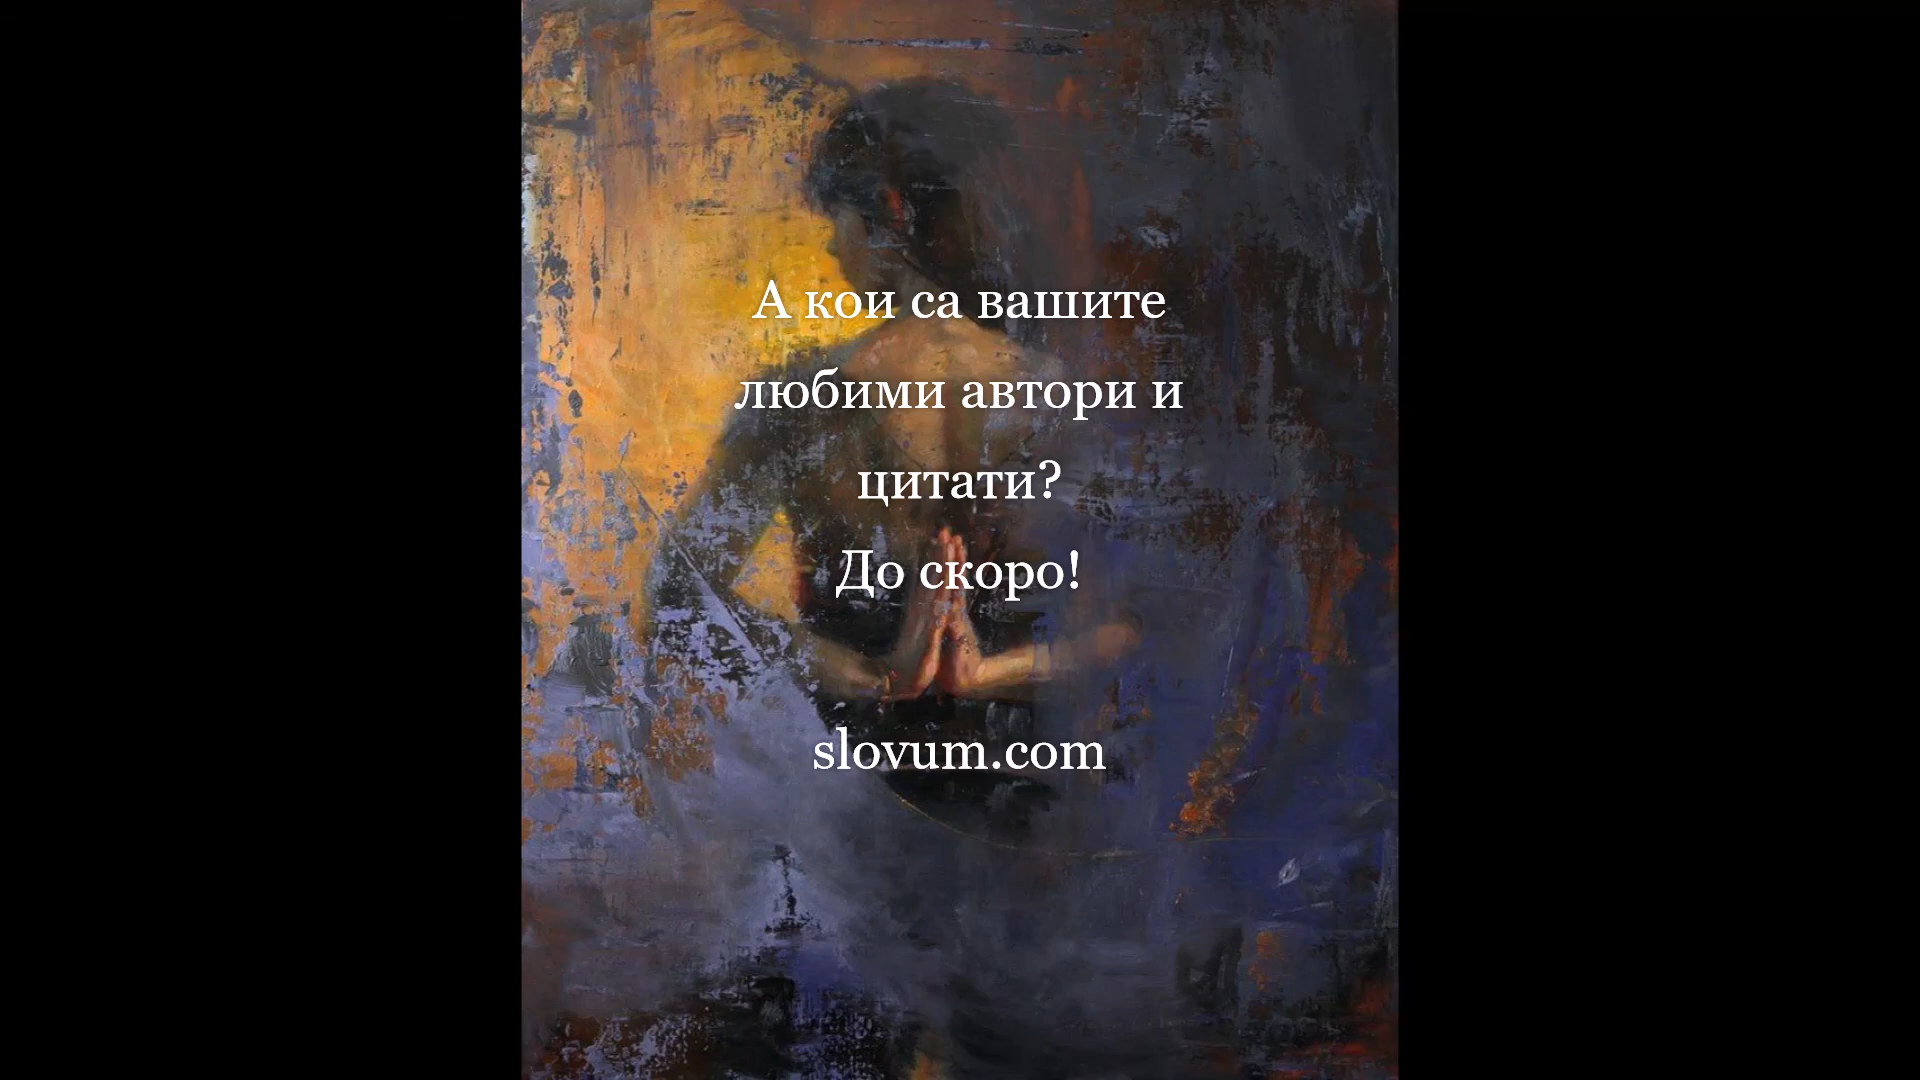 А кои са вашите
любими автори и
цитати?
До скоро!
slovum.com